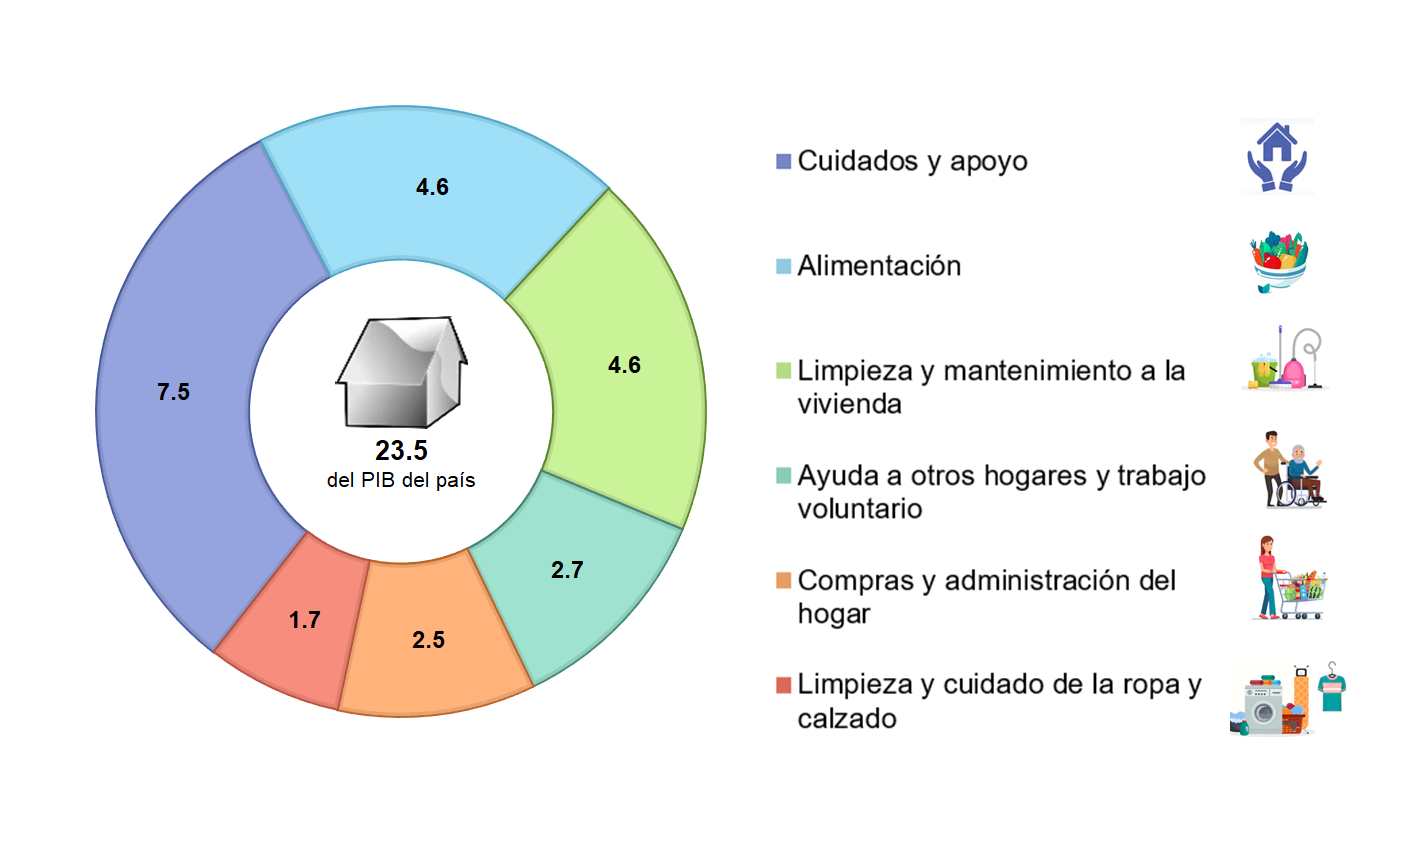 4.6
4.6
7.5
23.5
del PIB del país
2.7
1.7
2.5
Cuidados y apoyo
Alimentación
Limpieza y mantenimiento a la
vivienda
Ayuda a otros hogares y trabajo
voluntario
Compras y administración del
hogar
Limpieza y cuidado de la ropa y
calzado